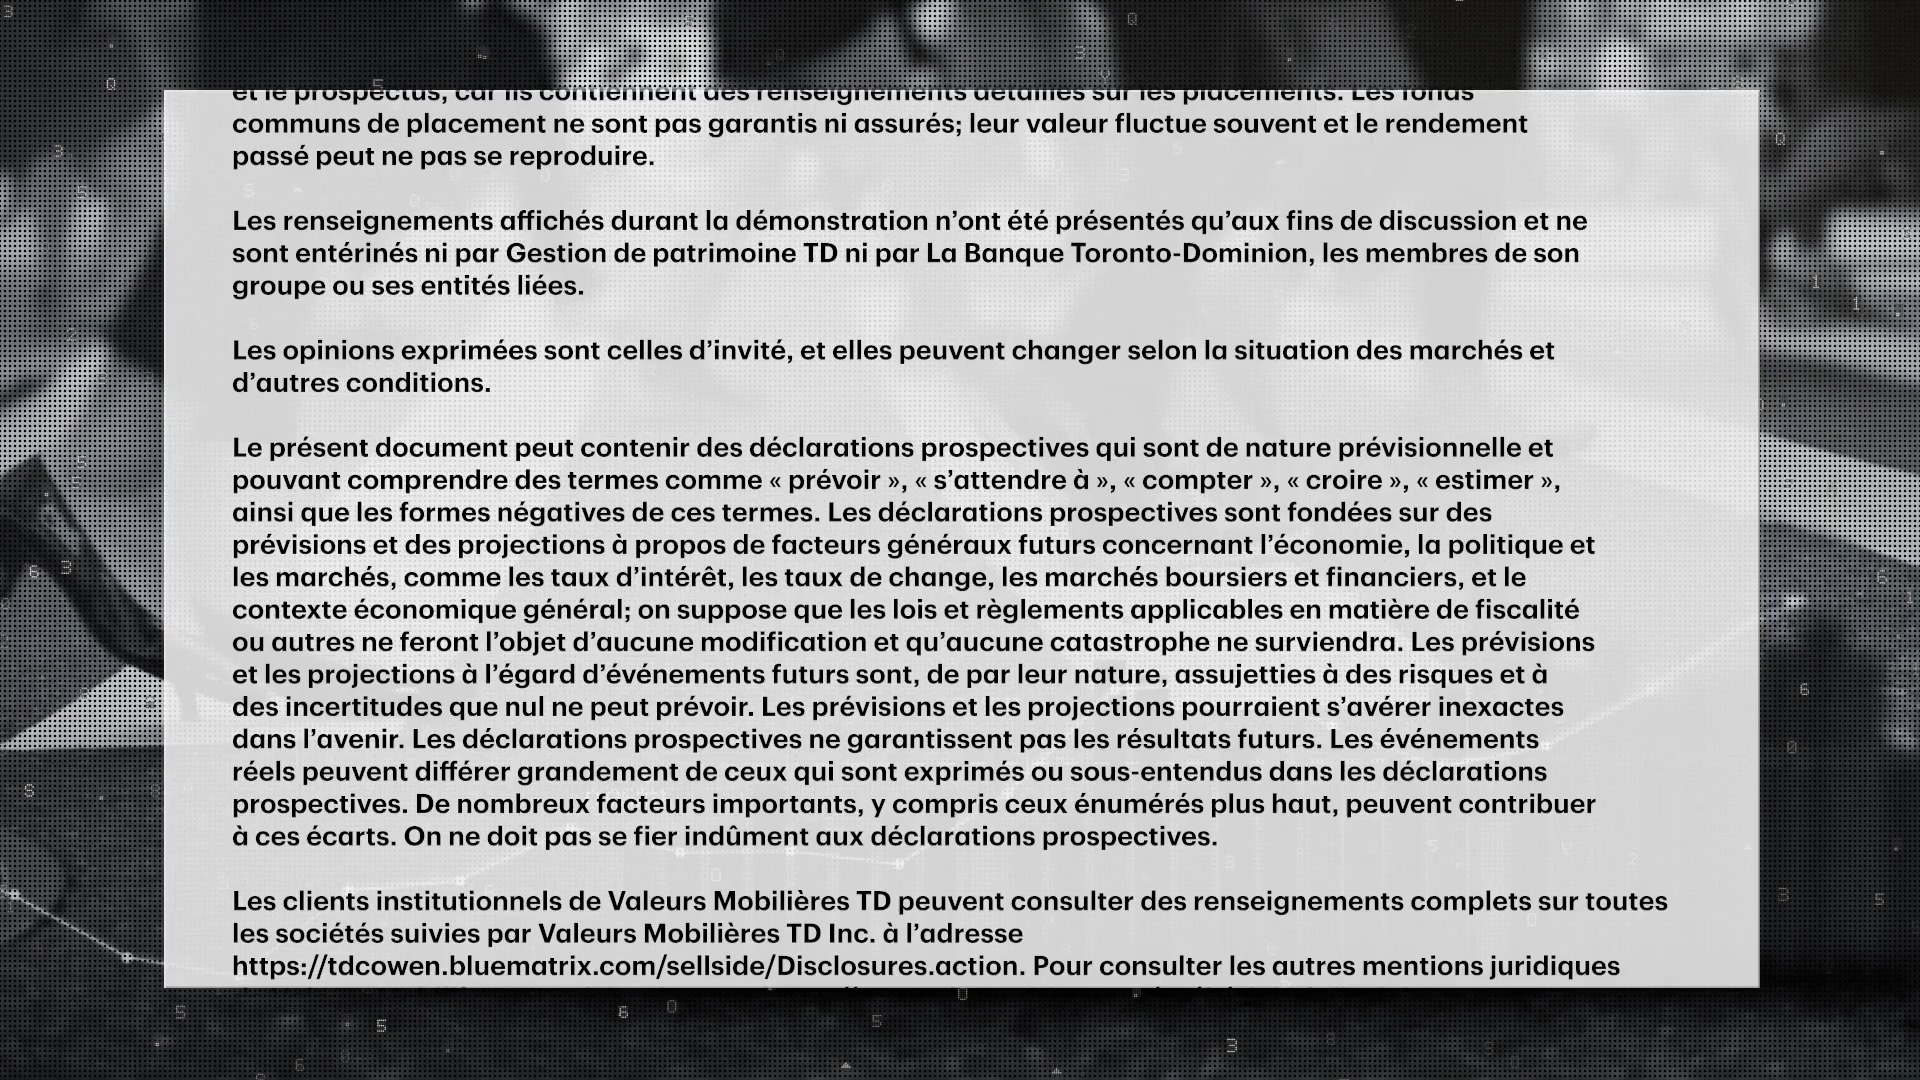 et le prospectus, car ils contiennent des renseignements détaillés sur les placements. Les fonds
communs de placement ne sont pas garantis ni assurés; leur valeur fluctue souvent et le rendement
passé peut ne pas se reproduire.
Les renseignements affichés durant la démonstration n’ont été présentés qu’aux fins de discussion et ne
sont entérinés ni par Gestion de patrimoine TD ni par La Banque Toronto-Dominion, les membres de son
groupe ou ses entités liées.
Les opinions exprimées sont celles d’invité, et elles peuvent changer selon la situation des marchés et
d’autres conditions.
Le présent document peut contenir des déclarations prospectives qui sont de nature prévisionnelle et
pouvant comprendre des termes comme « prévoir », « s’attendre à », « compter », « croire », « estimer »,
ainsi que les formes négatives de ces termes. Les déclarations prospectives sont fondées sur des
prévisions et des projections à propos de facteurs généraux futurs concernant l’économie, la politique et
les marchés, comme les taux d’intérêt, les taux de change, les marchés boursiers et financiers, et le
contexte économique général; on suppose que les lois et règlements applicables en matière de fiscalité
ou autres ne feront l’objet d’aucune modification et qu’aucune catastrophe ne surviendra. Les prévisions
et les projections à l’égard d’événements futurs sont, de par leur nature, assujetties à des risques et à
des incertitudes que nul ne peut prévoir. Les prévisions et les projections pourraient s’avérer inexactes
dans l’avenir. Les déclarations prospectives ne garantissent pas les résultats futurs. Les événements
réels peuvent différer grandement de ceux qui sont exprimés ou sous-entendus dans les déclarations
prospectives. De nombreux facteurs importants, y compris ceux énumérés plus haut, peuvent contribuer
à ces écarts. On ne doit pas se fier indûment aux déclarations prospectives.
Les clients institutionnels de Valeurs Mobilières TD peuvent consulter des renseignements complets sur toutes
les sociétés suivies par Valeurs Mobilières TD Inc. à l’adresse
https://tdcowen.bluematrix.com/sellside/Disclosures.action. Pour consulter les autres mentions juridiques